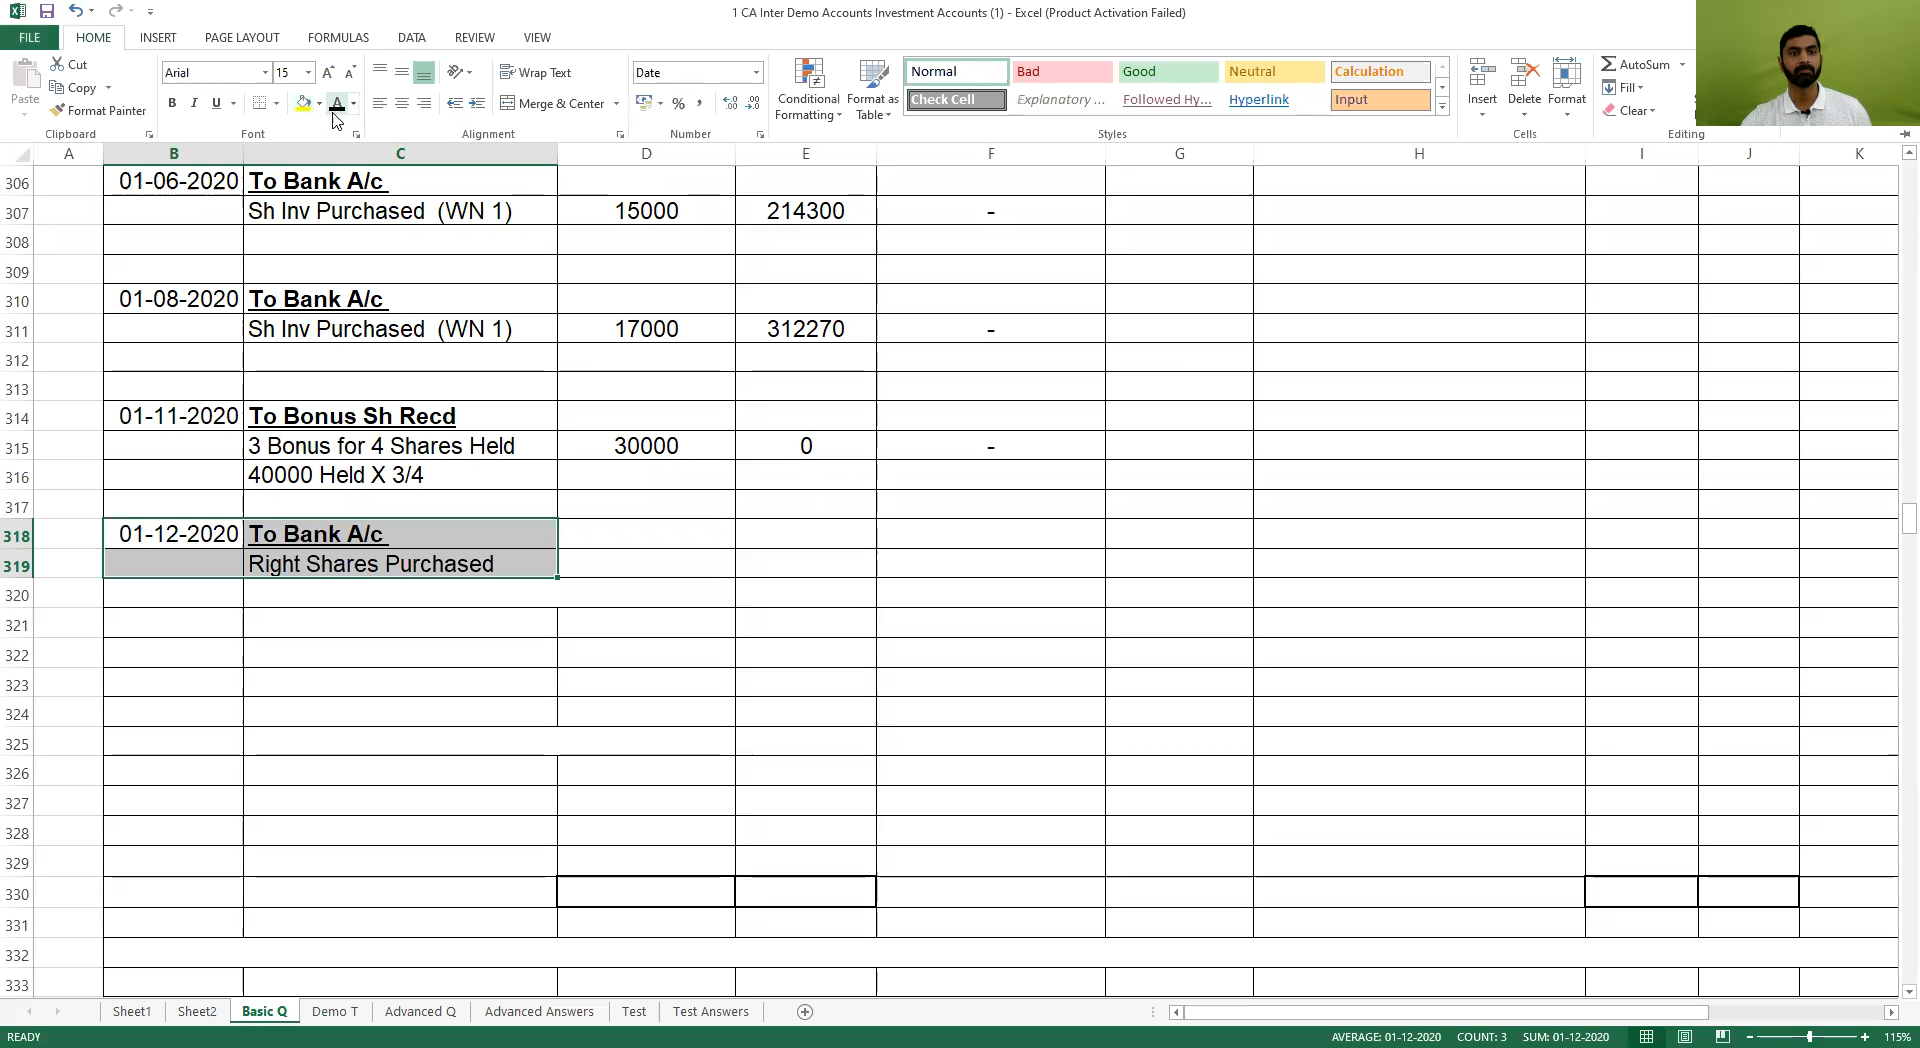 1 CA Inter Demo Accounts Investment Accounts (1) - Excel (Product Activation Failed)
FILE HOME INSERT PAGE LAYOUT FORMULAS DATA REVIEW VIEW
Paste
Cut
Copy
Format Painter
Clipboard
Arial 15
B I U
Font
Wrap Text
Merge & Center
Alignment
Date
%
Number
Conditional Formatting
Format as Table
Normal Bad Good Neutral Calculation
Check Cell Explanatory ... Followed Hy... Hyperlink Input
Styles
Insert Delete Format
Cells
AutoSum
Fill
Clear
Editing
A B C D E F G H I J K
306 01-06-2020 To Bank A/c
307 Sh Inv Purchased (WN 1) 15000 214300 -
308
309
310 01-08-2020 To Bank A/c
311 Sh Inv Purchased (WN 1) 17000 312270 -
312
313
314 01-11-2020 To Bonus Sh Recd
315 3 Bonus for 4 Shares Held 30000 0 -
316 40000 Held X 3/4
317
318 01-12-2020 To Bank A/c
319 Right Shares Purchased
320
321
322
323
324
325
326
327
328
329
330
331
332
333
Sheet1 Sheet2 Basic Q Demo T Advanced Q Advanced Answers Test Test Answers
READY AVERAGE: 01-12-2020 COUNT: 3 SUM: 01-12-2020 115%